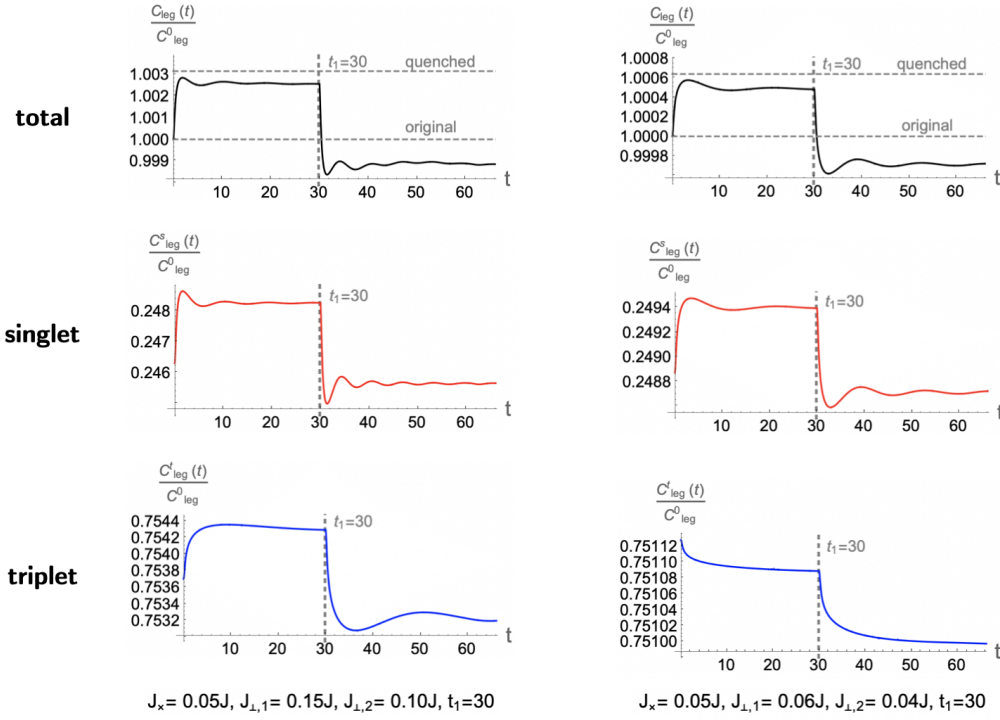 C_leg (t) / C^0_leg
t₁=30 quenched
original
1.003
1.002
1.001
1.000
0.999
10 20 30 40 50 60 t
total
C_leg (t) / C^0_leg
t₁=30 quenched
original
1.0008
1.0006
1.0004
1.0002
1.0000
0.9998
10 20 30 40 50 60 t
C^s_leg (t) / C^0_leg
t₁=30
0.248
0.247
0.246
10 20 30 40 50 60 t
singlet
C^s_leg (t) / C^0_leg
t₁=30
0.2494
0.2492
0.2490
0.2488
10 20 30 40 50 60 t
C^t_leg (t) / C^0_leg
t₁=30
0.7544
0.7542
0.7540
0.7538
0.7536
0.7534
0.7532
10 20 30 40 50 60 t
triplet
C^t_leg (t) / C^0_leg
t₁=30
0.75112
0.75110
0.75108
0.75106
0.75104
0.75102
0.75100
10 20 30 40 50 60 t
J×= 0.05J, J⊥,1= 0.15J, J⊥,2= 0.10J, t₁=30
J×= 0.05J, J⊥,1= 0.06J, J⊥,2= 0.04J, t₁=30